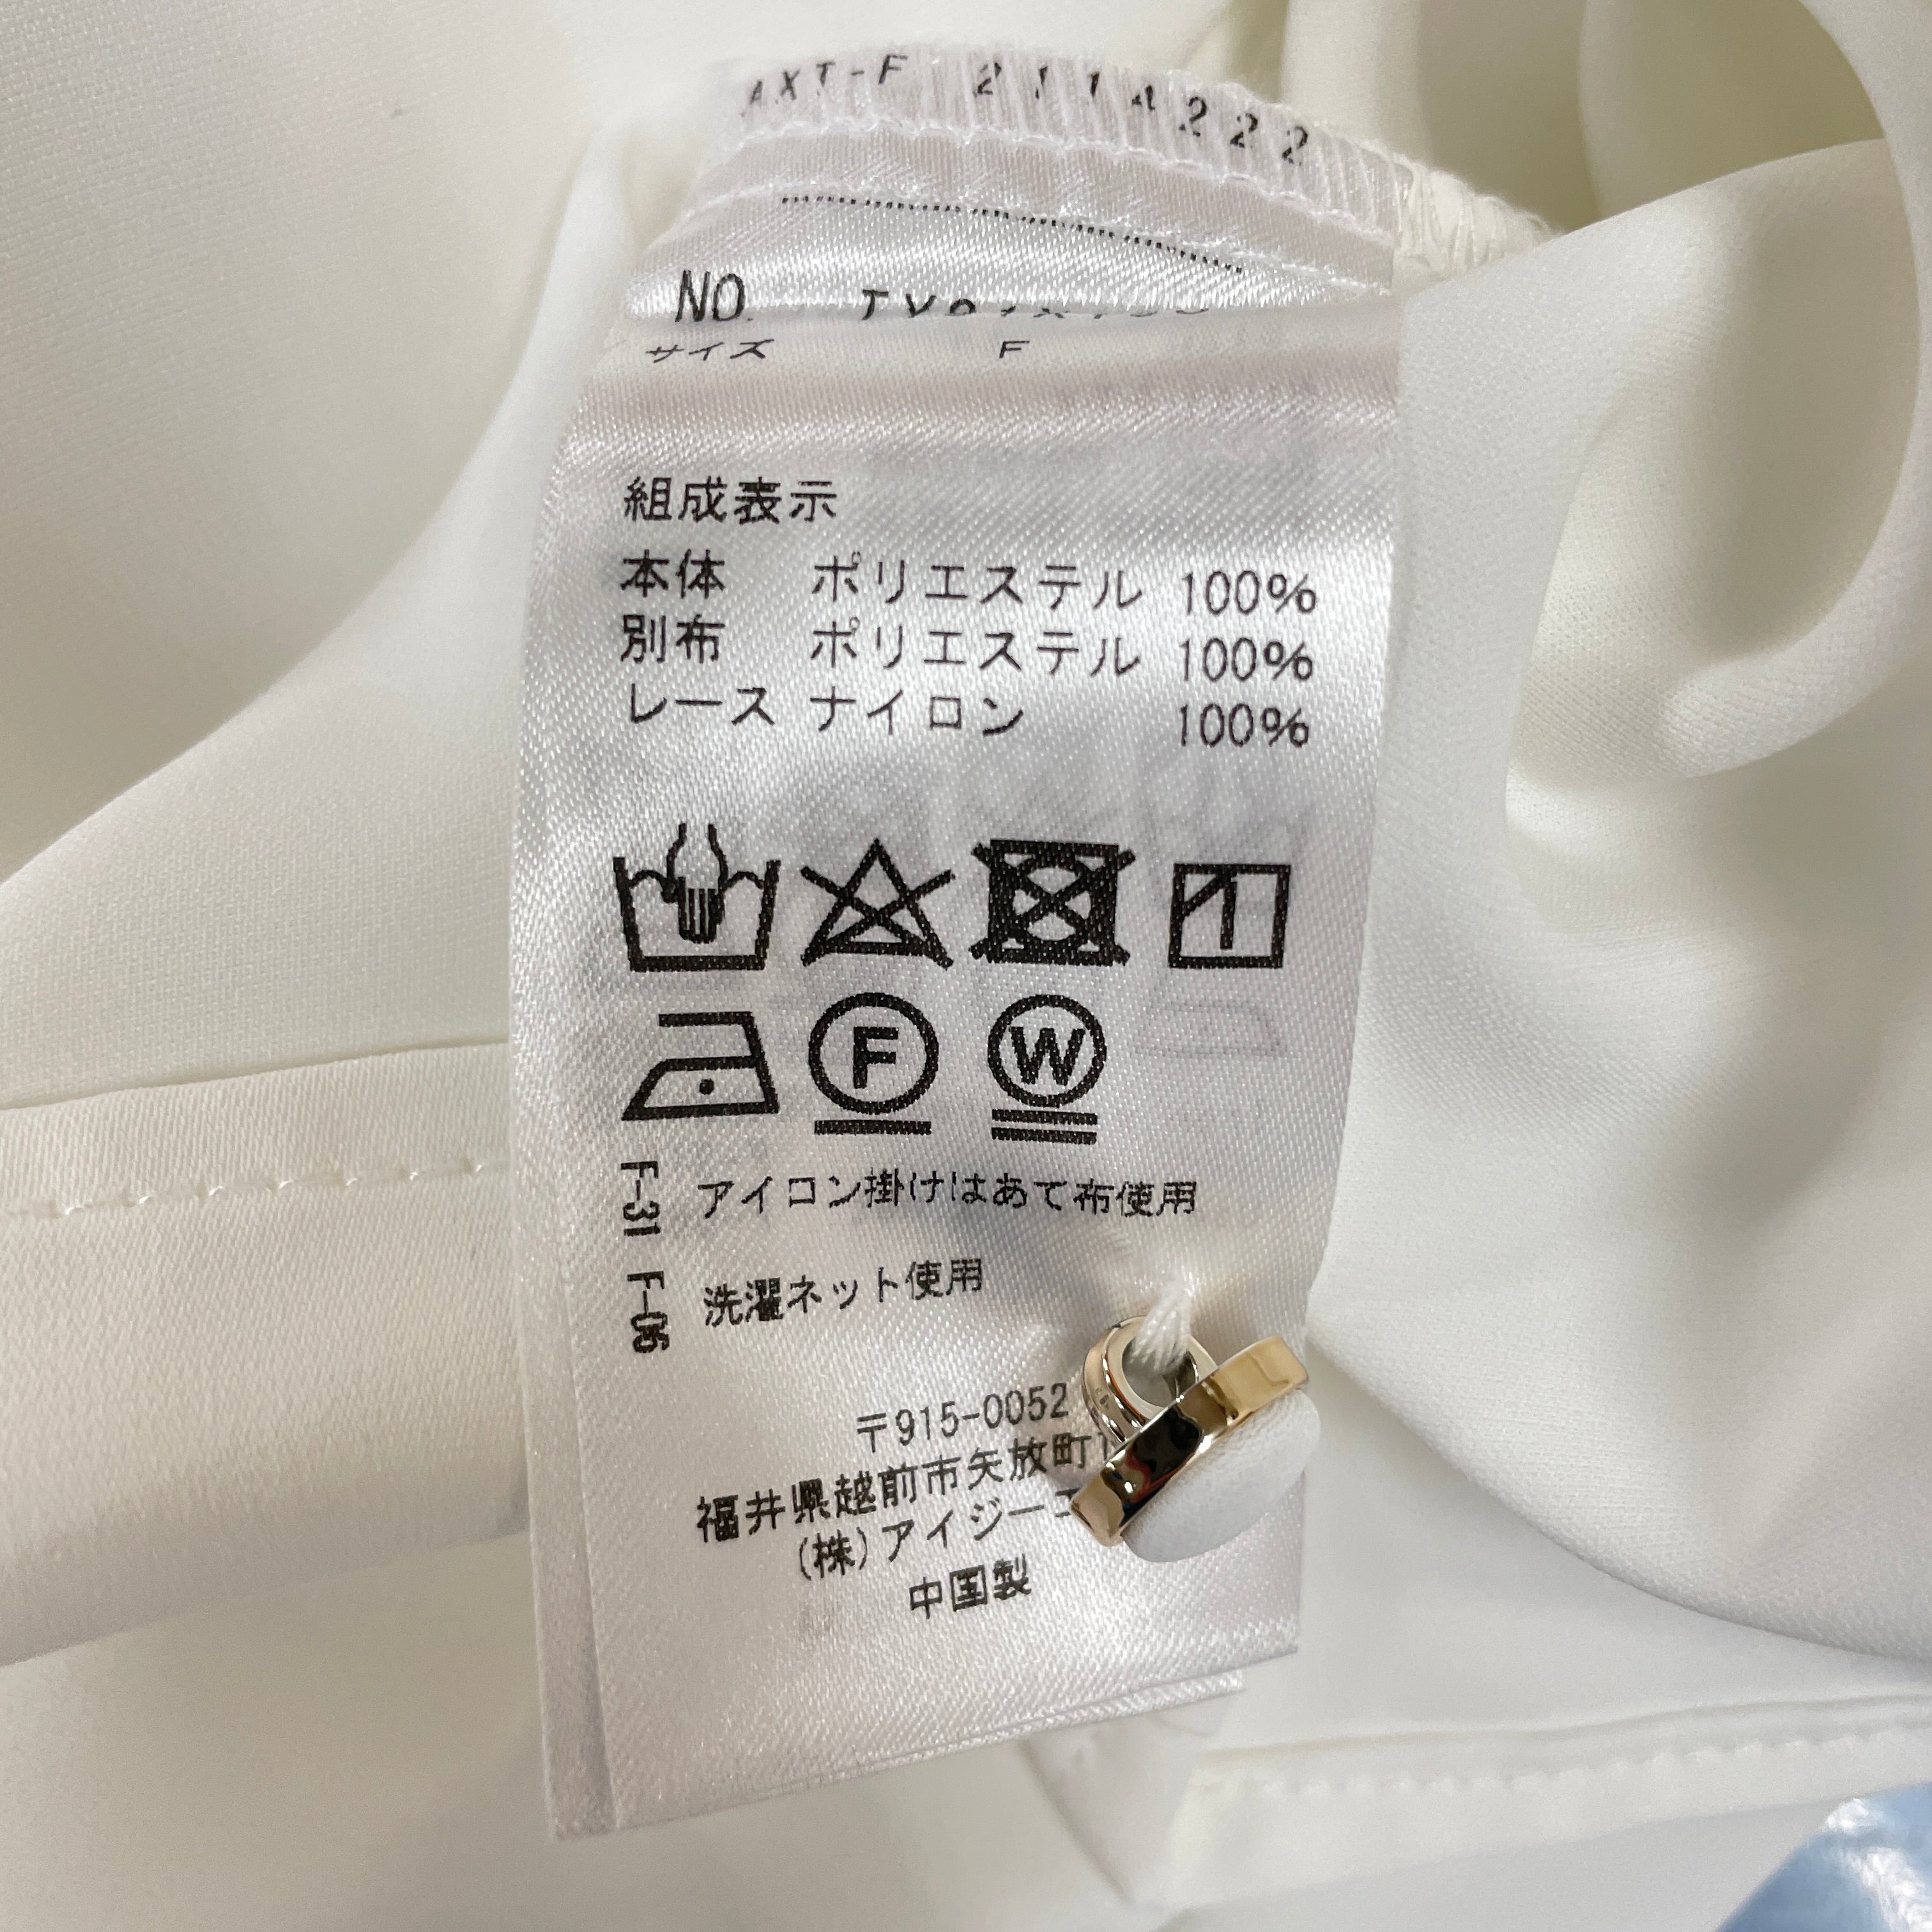 AXT-F 2114222
NO.
サイズ F
組成表示
本体 ポリエステル 100%
別布 ポリエステル 100%
レース ナイロン 100%
F W
F-31 アイロン掛けはあて布使用
F-06 洗濯ネット使用
〒915-0052
福井県越前市矢放町
(株)アイジー
中国製